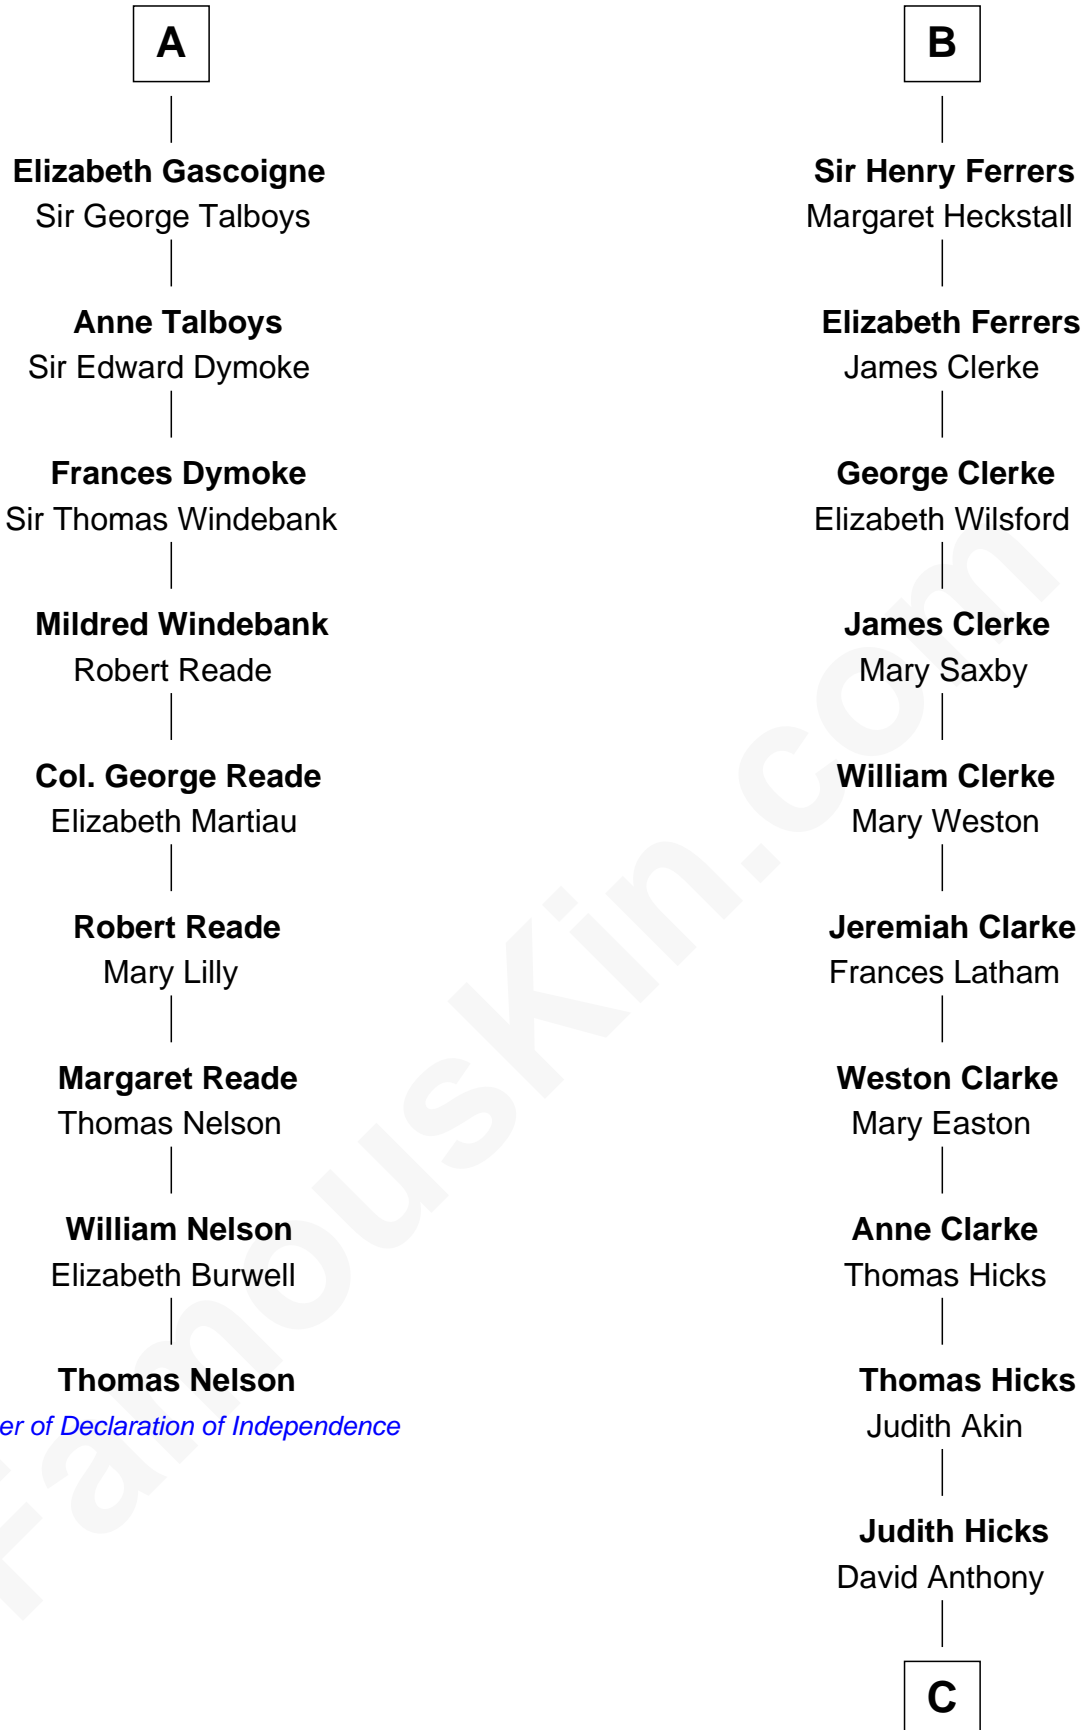 A
Elizabeth Gascoigne
Sir George Talboys
Anne Talboys
Sir Edward Dymoke
Frances Dymoke
Sir Thomas Windebank
Mildred Windebank
Robert Reade
Col. George Reade
Elizabeth Martiau
Robert Reade
Mary Lilly
Margaret Reade
Thomas Nelson
William Nelson
Elizabeth Burwell
Thomas Nelson
er of Declaration of Independence
B
Sir Henry Ferrers
Margaret Heckstall
Elizabeth Ferrers
James Clerke
George Clerke
Elizabeth Wilsford
James Clerke
Mary Saxby
William Clerke
Mary Weston
Jeremiah Clarke
Frances Latham
Weston Clarke
Mary Easton
Anne Clarke
Thomas Hicks
Thomas Hicks
Judith Akin
Judith Hicks
David Anthony
C
FamousKin.com